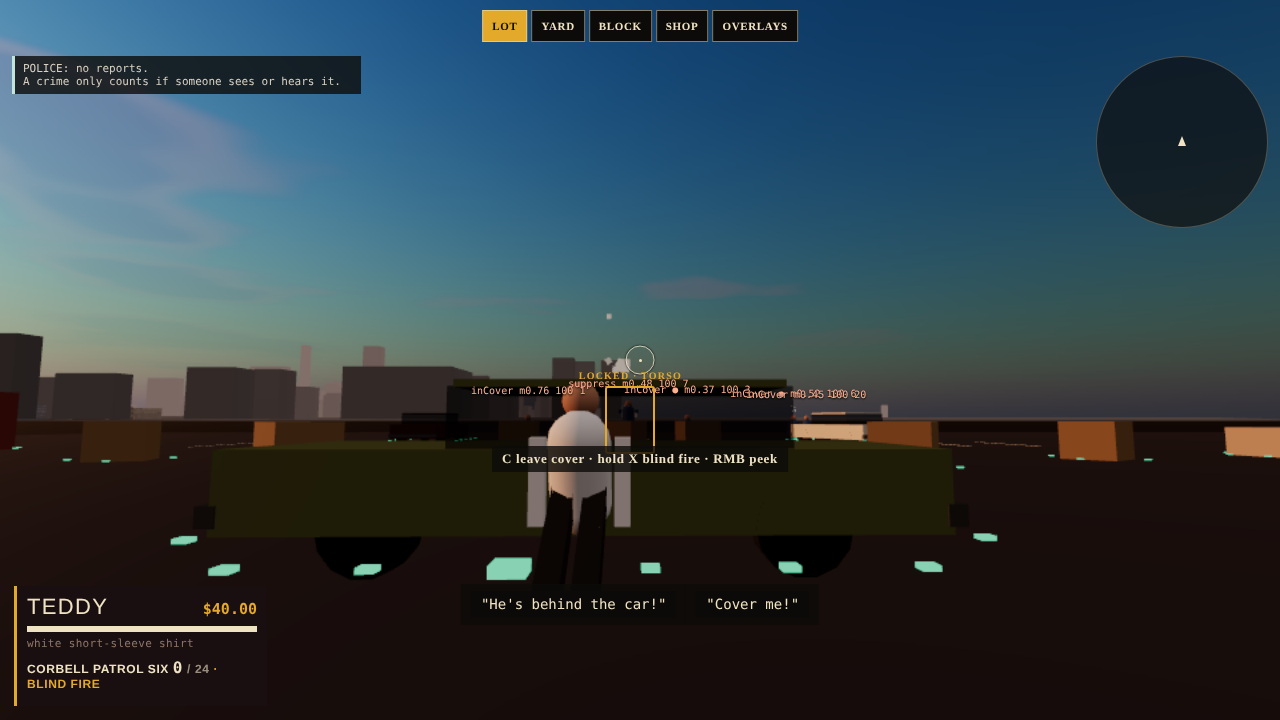 LOT YARD BLOCK SHOP OVERLAYS
POLICE: no reports.
A crime only counts if someone sees or hears it.
LOCKED · TORSO
suppress m0.48 100 7
inCover m0.76 100 1
inCover ● m0.37 100 2
C leave cover · hold X blind fire · RMB peek
"He's behind the car!" "Cover me!"
TEDDY $40.00
white short-sleeve shirt
CORBELL PATROL SIX 0 / 24 ·
BLIND FIRE